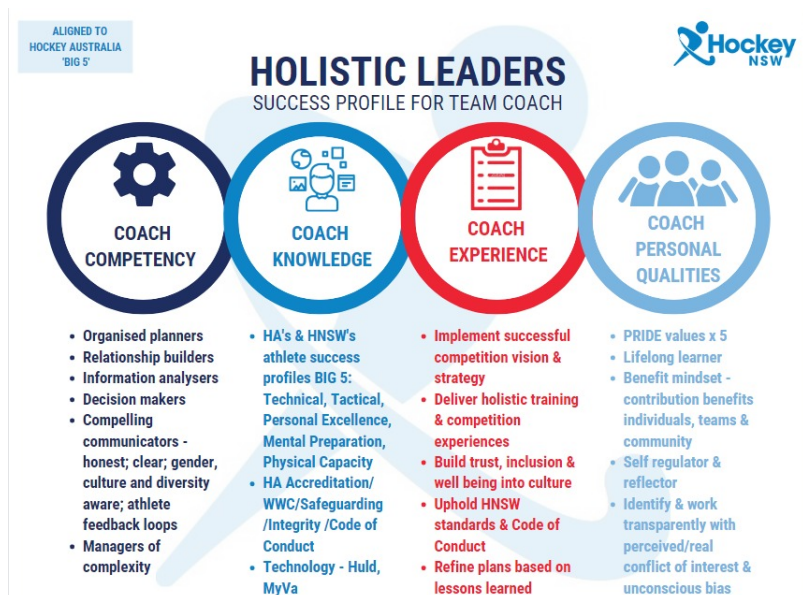 ALIGNED TO
HOCKEY AUSTRALIA
'BIG 5'
Hockey
NSW
HOLISTIC LEADERS
SUCCESS PROFILE FOR TEAM COACH
COACH
COMPETENCY
COACH
KNOWLEDGE
COACH
EXPERIENCE
COACH
PERSONAL
QUALITIES
• Organised planners
• Relationship builders
• Information analysers
• Decision makers
• Compelling
communicators -
honest; clear; gender,
culture and diversity
aware; athlete
feedback loops
• Managers of
complexity
• HA's & HNSW's
athlete success
profiles BIG 5:
Technical, Tactical,
Personal Excellence,
Mental Preparation,
Physical Capacity
• HA Accreditation/
WWC/Safeguarding
/Integrity /Code of
Conduct
• Technology - Huld,
MyVa
• Implement successful
competition vision &
strategy
• Deliver holistic training
& competition
experiences
• Build trust, inclusion &
well being into culture
• Uphold HNSW
standards & Code of
Conduct
• Refine plans based on
lessons learned
• PRIDE values x 5
• Lifelong learner
• Benefit mindset -
contribution benefits
individuals, teams &
community
• Self regulator &
reflector
• Identify & work
transparently with
perceived/real
conflict of interest &
unconscious bias